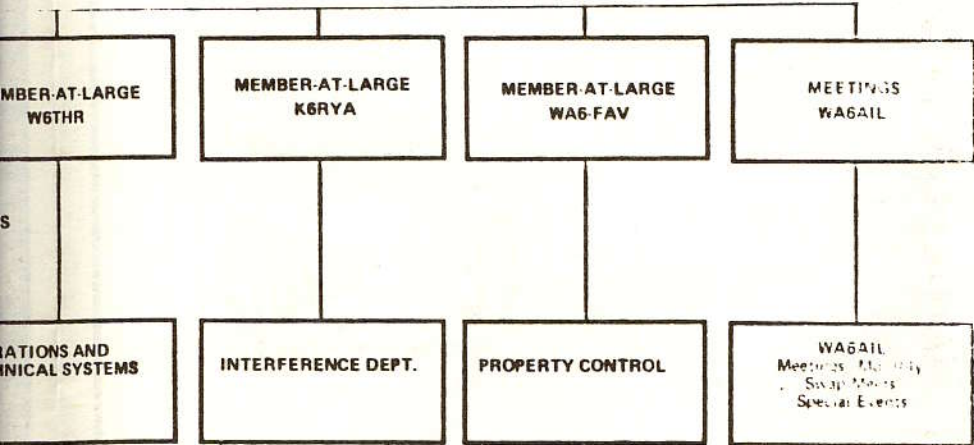 MBER-AT-LARGE
W6THR
MEMBER-AT-LARGE
K6RYA
MEMBER-AT-LARGE
WA6-FAV
MEETINGS
WA6AIL
S
RATIONS AND
HNICAL SYSTEMS
INTERFERENCE DEPT.
PROPERTY CONTROL
WA6AIL
Meetings
Swap Meets
Special Events